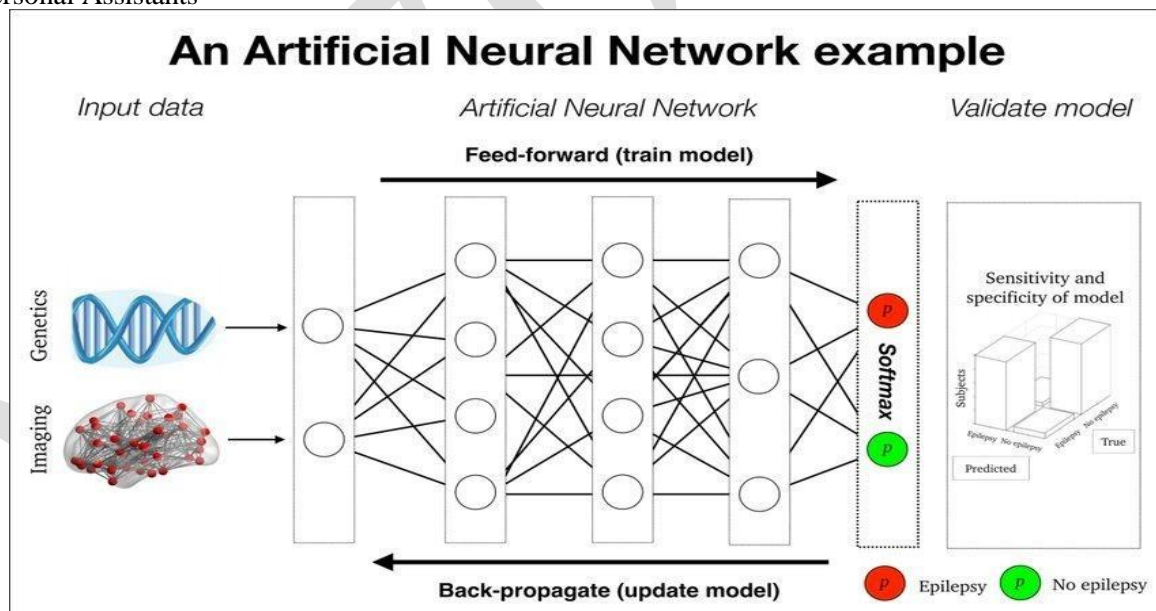 ersonal Assistants
An Artificial Neural Network example
Input data
Artificial Neural Network
Validate model
Feed-forward (train model)
Genetics
Imaging
p
p
Softmax
Sensitivity and
specificity of model
Subjects
Epilepsy
No epilepsy
Epilepsy
No epilepsy
True
Predicted
Back-propagate (update model)
p Epilepsy
p No epilepsy